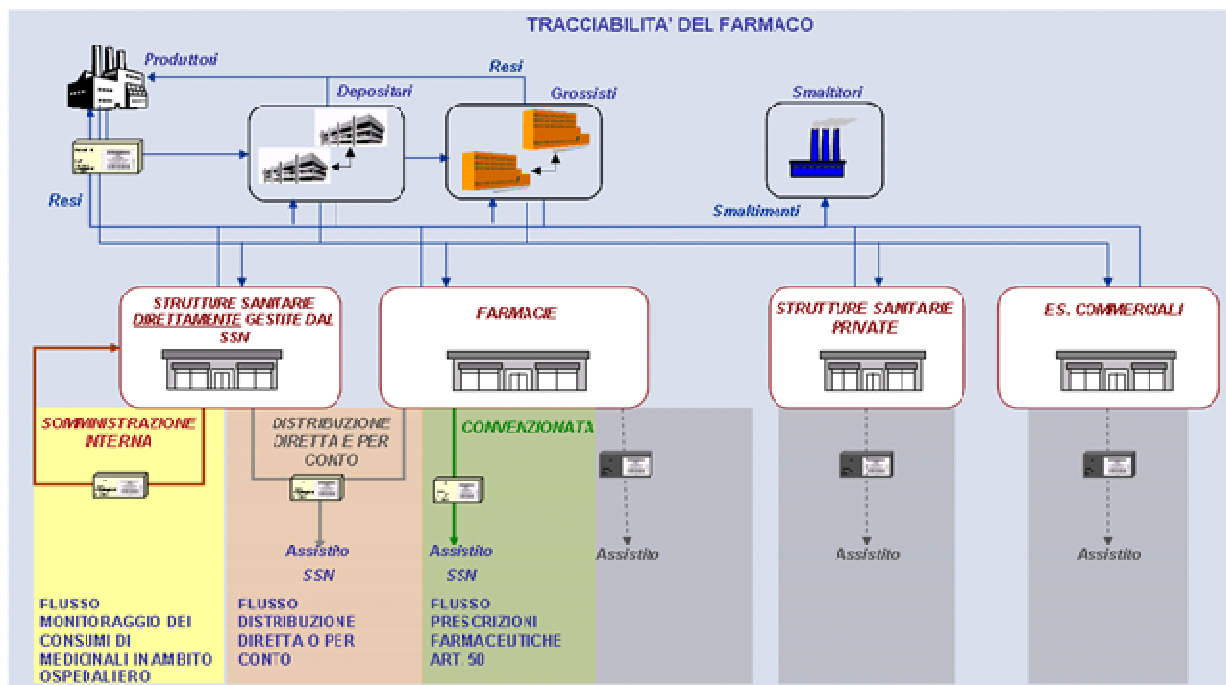 TRACCIABILITA' DEL FARMACO
Produttori
Resi
Depositari
Grossisti
Smaltitori
Resi
Smaltimenti
STRUTTURE SANITARIE
DIRETTAMENTE GESTITE DAL
SSN
FARMACIE
STRUTTURE SANITARIE
PRIVATE
ES. COMMERCIALI
SOMMINISTRAZIONE
INTERNA
DISTRIBUZIONE
DIRETTA E PER
CONTO
CONVENZIONATA
Assistito
SSN
Assistito
SSN
Assistito
Assistito
Assistito
FLUSSO
MONITORAGGIO DEI
CONSUMI DI
MEDICINALI IN AMBITO
OSPEDALIERO
FLUSSO
DISTRIBUZIONE
DIRETTA O PER
CONTO
FLUSSO
PRESCRIZIONI
FARMACEUTICHE
ART. 50